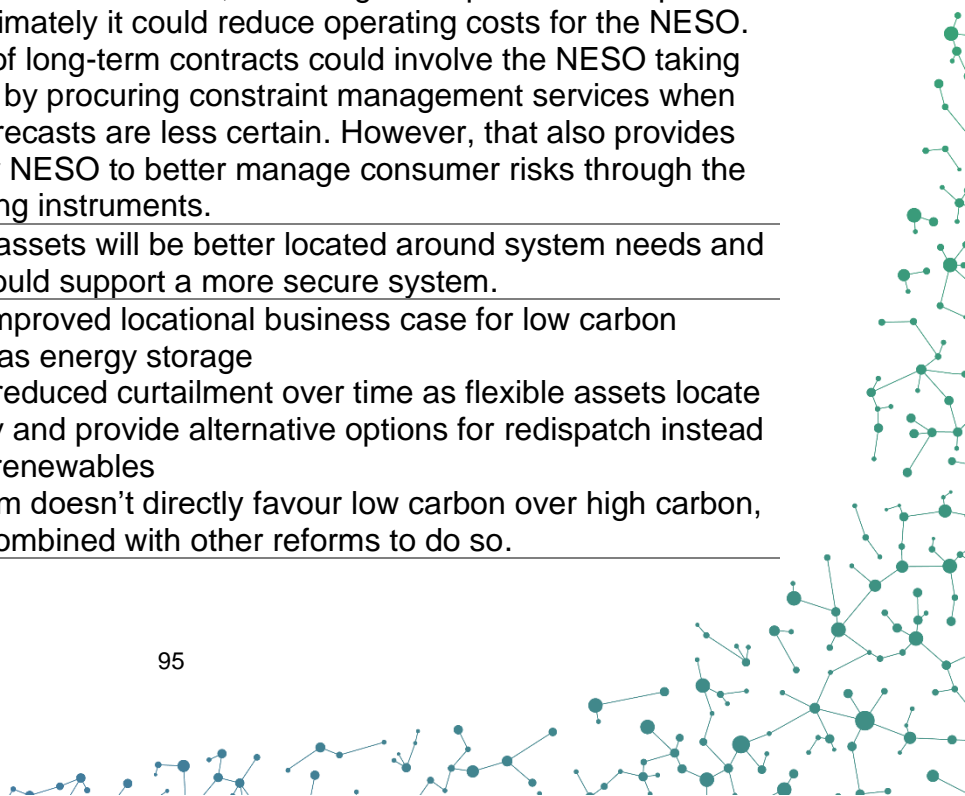 imately it could reduce operating costs for the NESO.
of long-term contracts could involve the NESO taking
by procuring constraint management services when
recasts are less certain. However, that also provides
NESO to better manage consumer risks through the
ng instruments.
assets will be better located around system needs and
ould support a more secure system.
mproved locational business case for low carbon
as energy storage
reduced curtailment over time as flexible assets locate
and provide alternative options for redispatch instead
renewables
m doesn’t directly favour low carbon over high carbon,
ombined with other reforms to do so.
95